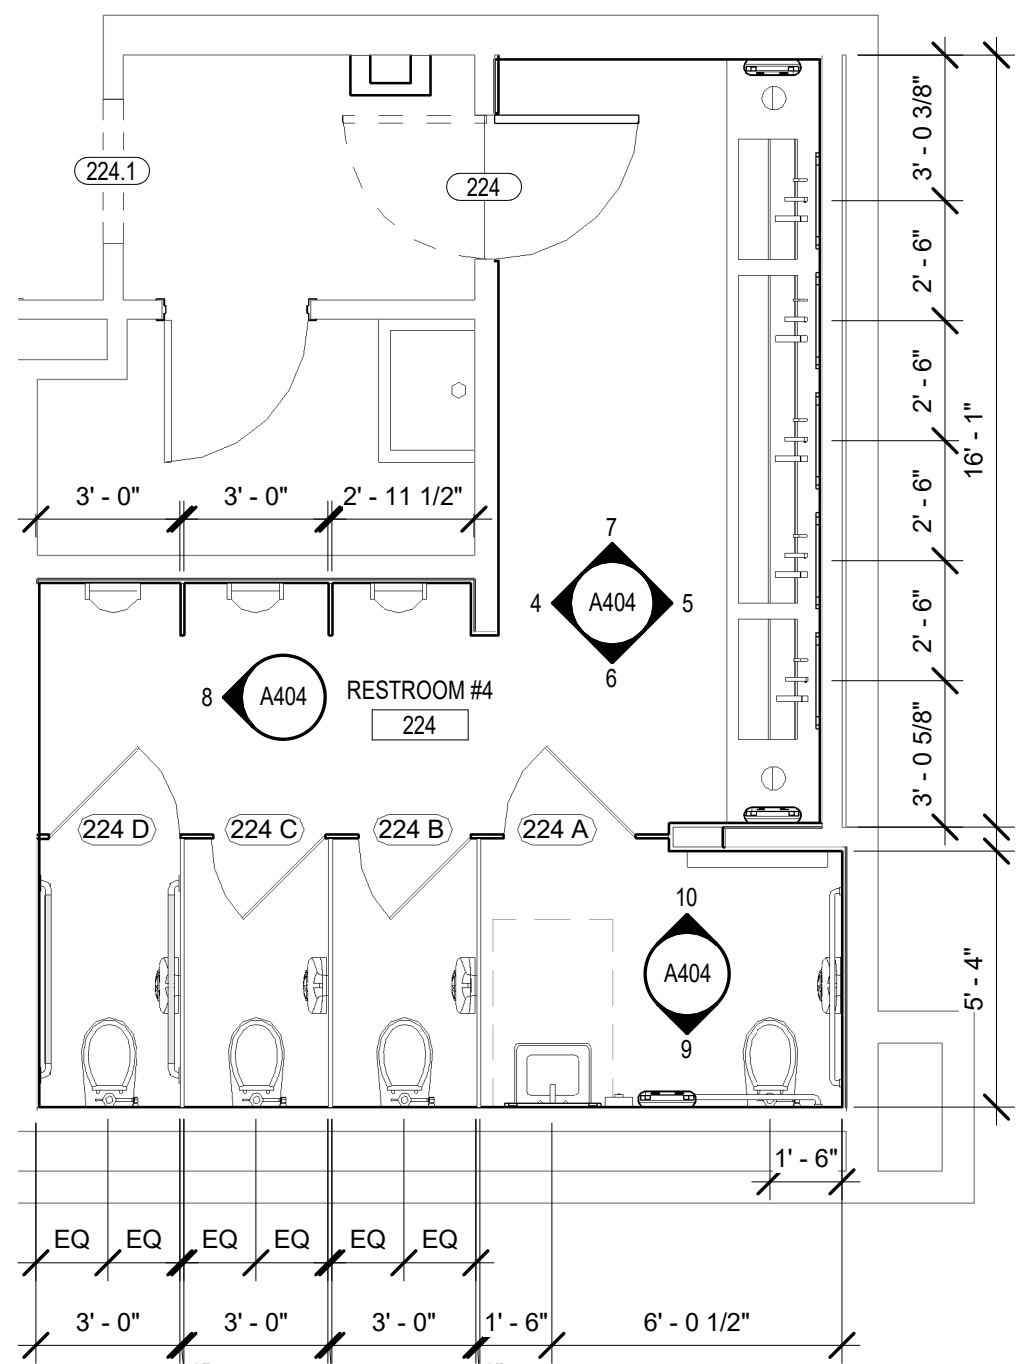 3' - 0 3/8"
224.1
224
2' - 6"
2' - 6"
16' - 1"
3' - 0"
3' - 0"
2' - 11 1/2"
2' - 6"
7
4
A404
5
6
2' - 6"
8
A404
RESTROOM #4
224
3' - 0 5/8"
224 D
224 C
224 B
224 A
10
A404
9
5' - 4"
1' - 6"
EQ
EQ
EQ
EQ
EQ
EQ
3' - 0"
3' - 0"
3' - 0"
1' - 6"
6' - 0 1/2"